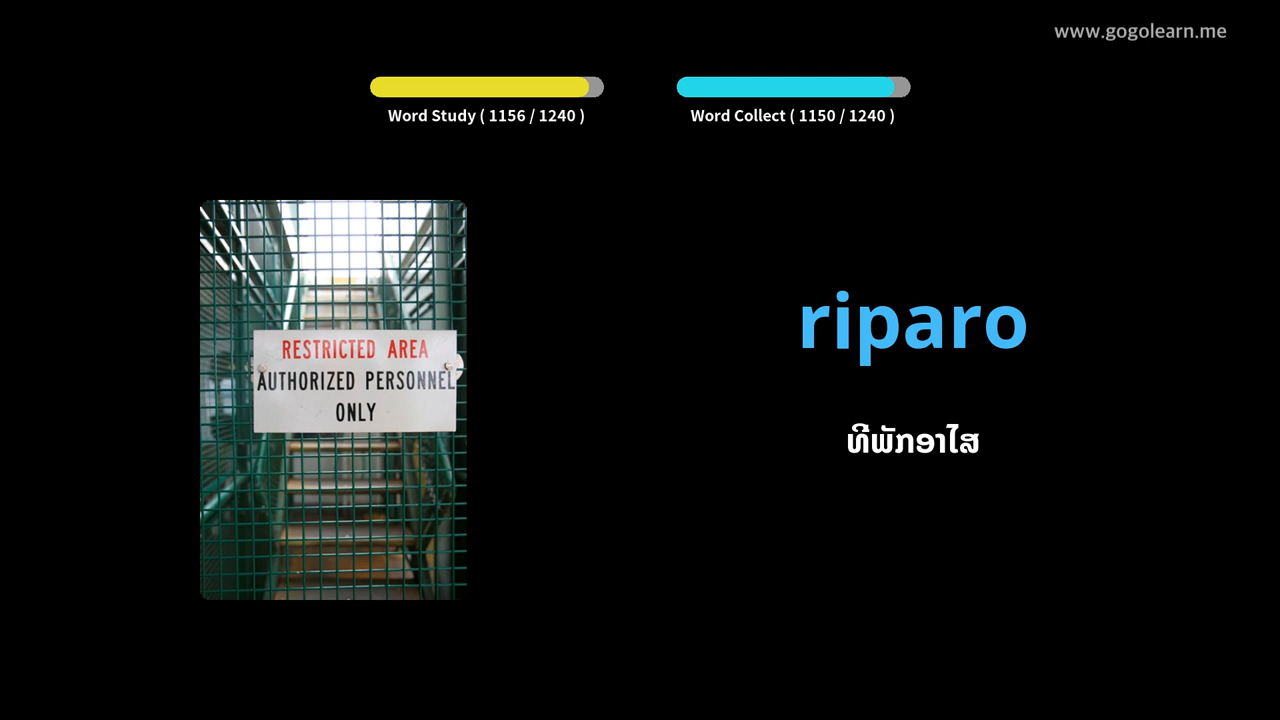 www.gogolearn.me
Word Study ( 1156 / 1240 )
Word Collect ( 1150 / 1240 )
RESTRICTED AREA
AUTHORIZED PERSONNEL
ONLY
riparo
ທີ່ພັກອາໄສ